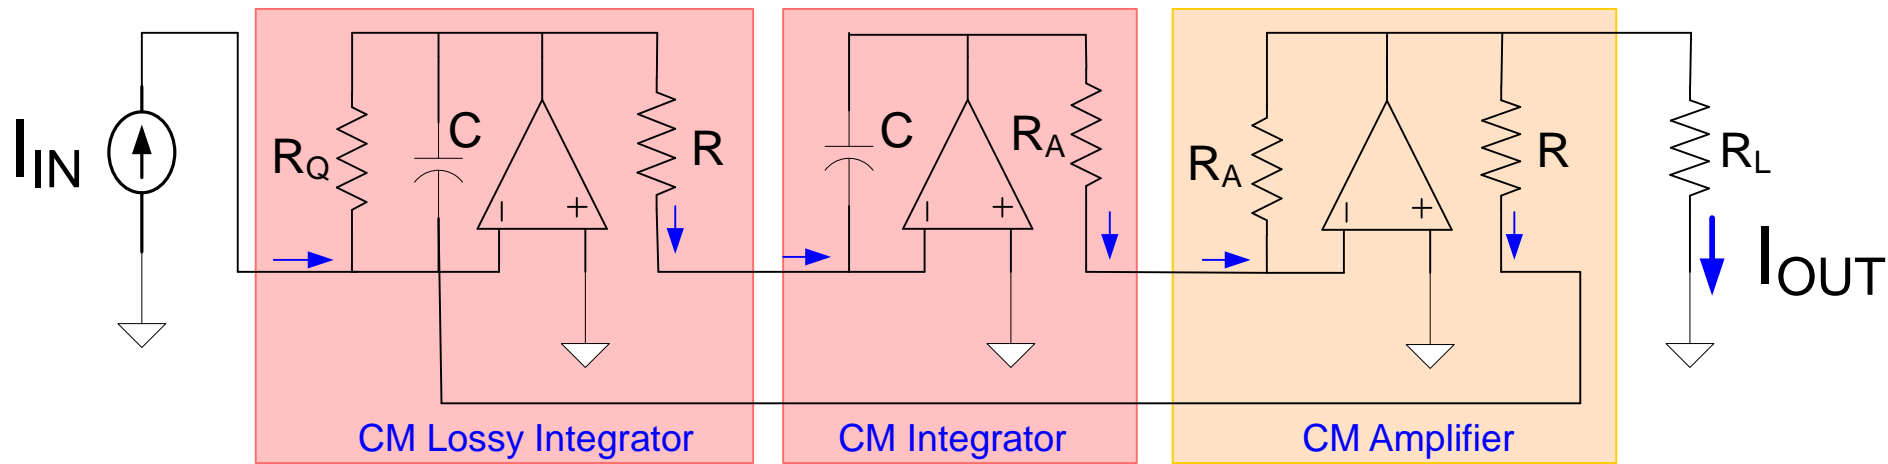 I_IN
R_Q
C
R
C
R_A
R_A
R
R_L
I_OUT
CM Lossy Integrator
CM Integrator
CM Amplifier